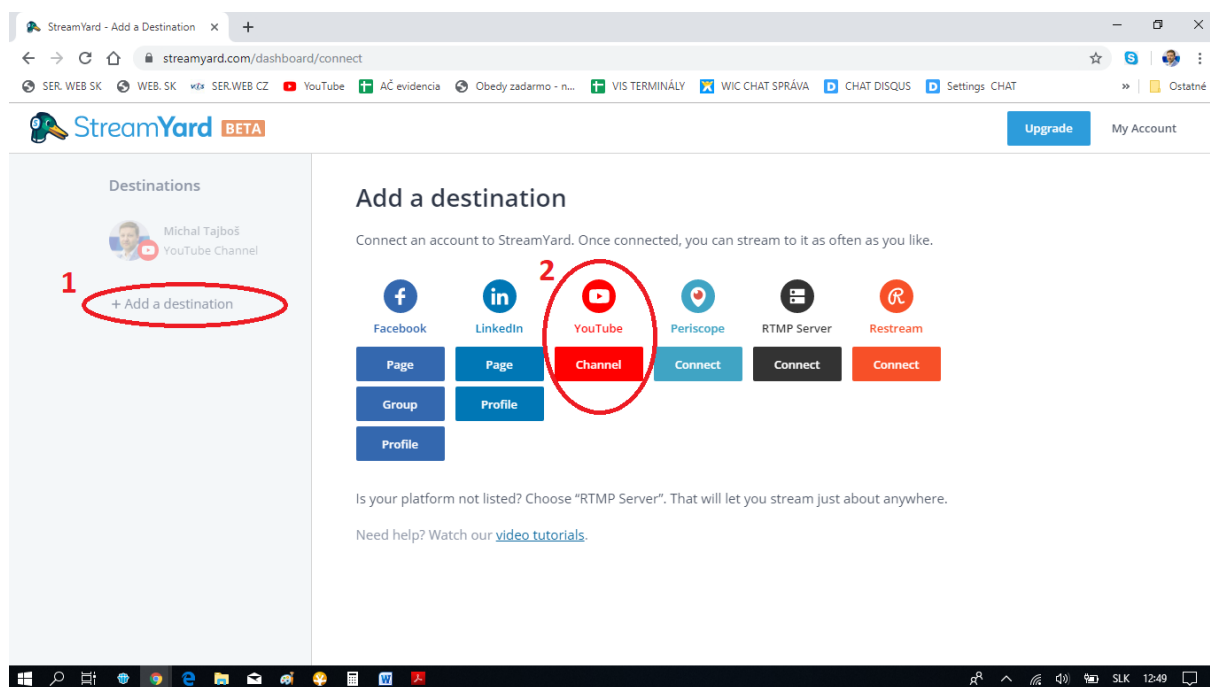 StreamYard - Add a Destination
streamyard.com/dashboard/connect
SER. WEB SK WEB. SK SER.WEB CZ YouTube AČ evidencia Obedy zadarmo - n... VIS TERMINÁLY WIC CHAT SPRÁVA CHAT DISQUS Settings CHAT » Ostatné
StreamYard BETA
Upgrade My Account
Destinations
Michal Tajboš
YouTube Channel
1
+ Add a destination
Add a destination
Connect an account to StreamYard. Once connected, you can stream to it as often as you like.
2
Facebook LinkedIn YouTube Periscope RTMP Server Restream
Page Page Channel Connect Connect Connect
Group Profile
Profile
Is your platform not listed? Choose “RTMP Server”. That will let you stream just about anywhere.
Need help? Watch our video tutorials.
SLK 12:49